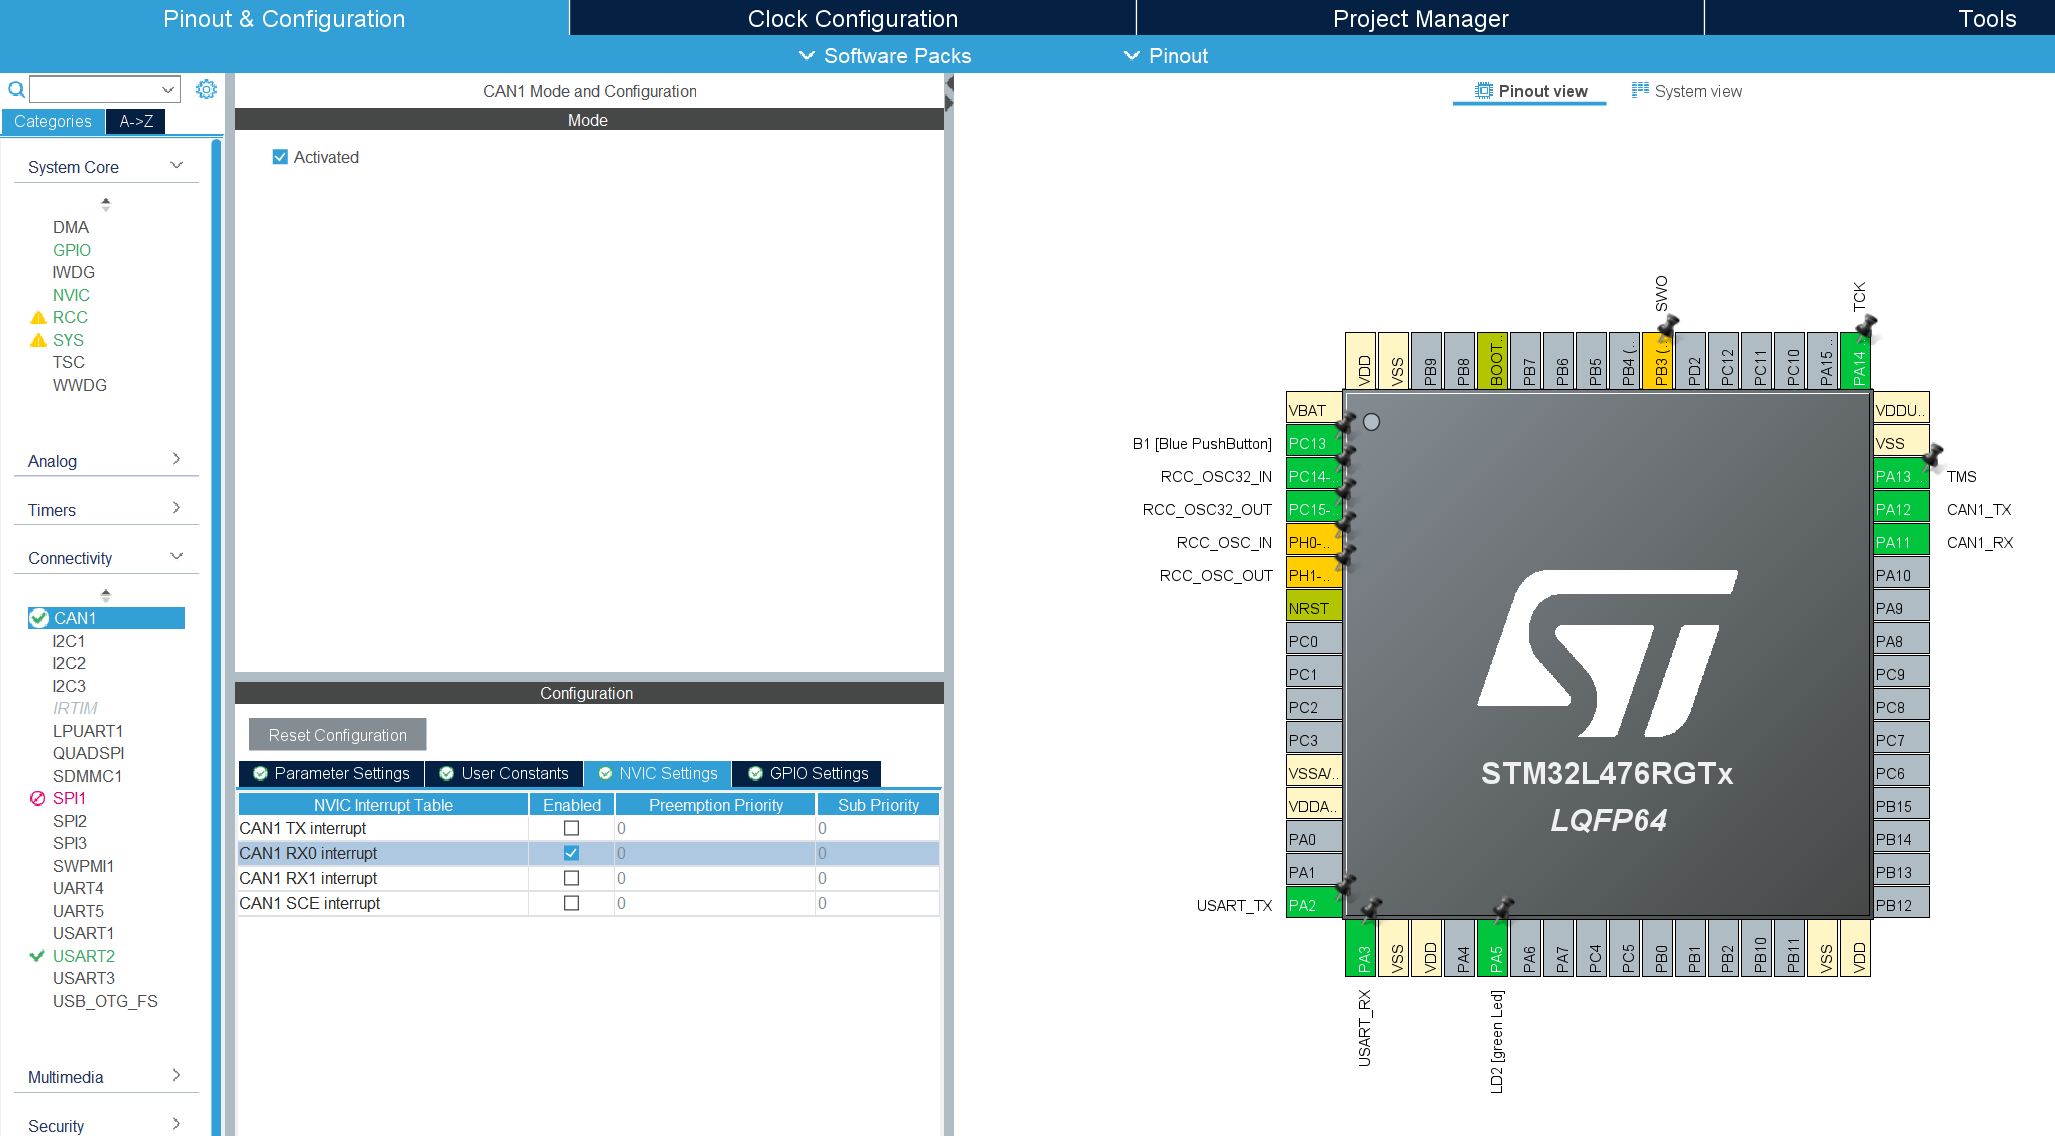 Pinout & Configuration
Clock Configuration
Project Manager
Tools
Software Packs
Pinout
Categories
A->Z
System Core
DMA
GPIO
IWDG
NVIC
RCC
SYS
TSC
WWDG
Analog
Timers
Connectivity
CAN1
I2C1
I2C2
I2C3
IRTIM
LPUART1
QUADSPI
SDMMC1
SPI1
SPI2
SPI3
SWPMI1
UART4
UART5
USART1
USART2
USART3
USB_OTG_FS
Multimedia
Security
CAN1 Mode and Configuration
Mode
Activated
Configuration
Reset Configuration
Parameter Settings
User Constants
NVIC Settings
GPIO Settings
NVIC Interrupt Table Enabled Preemption Priority Sub Priority
CAN1 TX interrupt 0 0
CAN1 RX0 interrupt 0 0
CAN1 RX1 interrupt 0 0
CAN1 SCE interrupt 0 0
Pinout view
System view
SWO
TCK
VDD
VSS
PB9
PB8
BOOT..
PB7
PB6
PB5
PB4 (..
PB3 (..
PD2
PC12
PC11
PC10
PA15 ..
PA14 ..
VBAT
B1 [Blue PushButton] PC13
RCC_OSC32_IN PC14-..
RCC_OSC32_OUT PC15-..
RCC_OSC_IN PH0-..
RCC_OSC_OUT PH1-..
NRST
PC0
PC1
PC2
PC3
VSSA/..
VDDA..
PA0
PA1
USART_TX PA2
ST
STM32L476RGTx
LQFP64
VDDU..
VSS
PA13 .. TMS
PA12 CAN1_TX
PA11 CAN1_RX
PA10
PA9
PA8
PC9
PC8
PC7
PC6
PB15
PB14
PB13
PB12
PA3
VSS
VDD
PA4
PA5
PA6
PA7
PC4
PC5
PB0
PB1
PB2
PB10
PB11
VSS
VDD
USART_RX
LD2 [green Led]